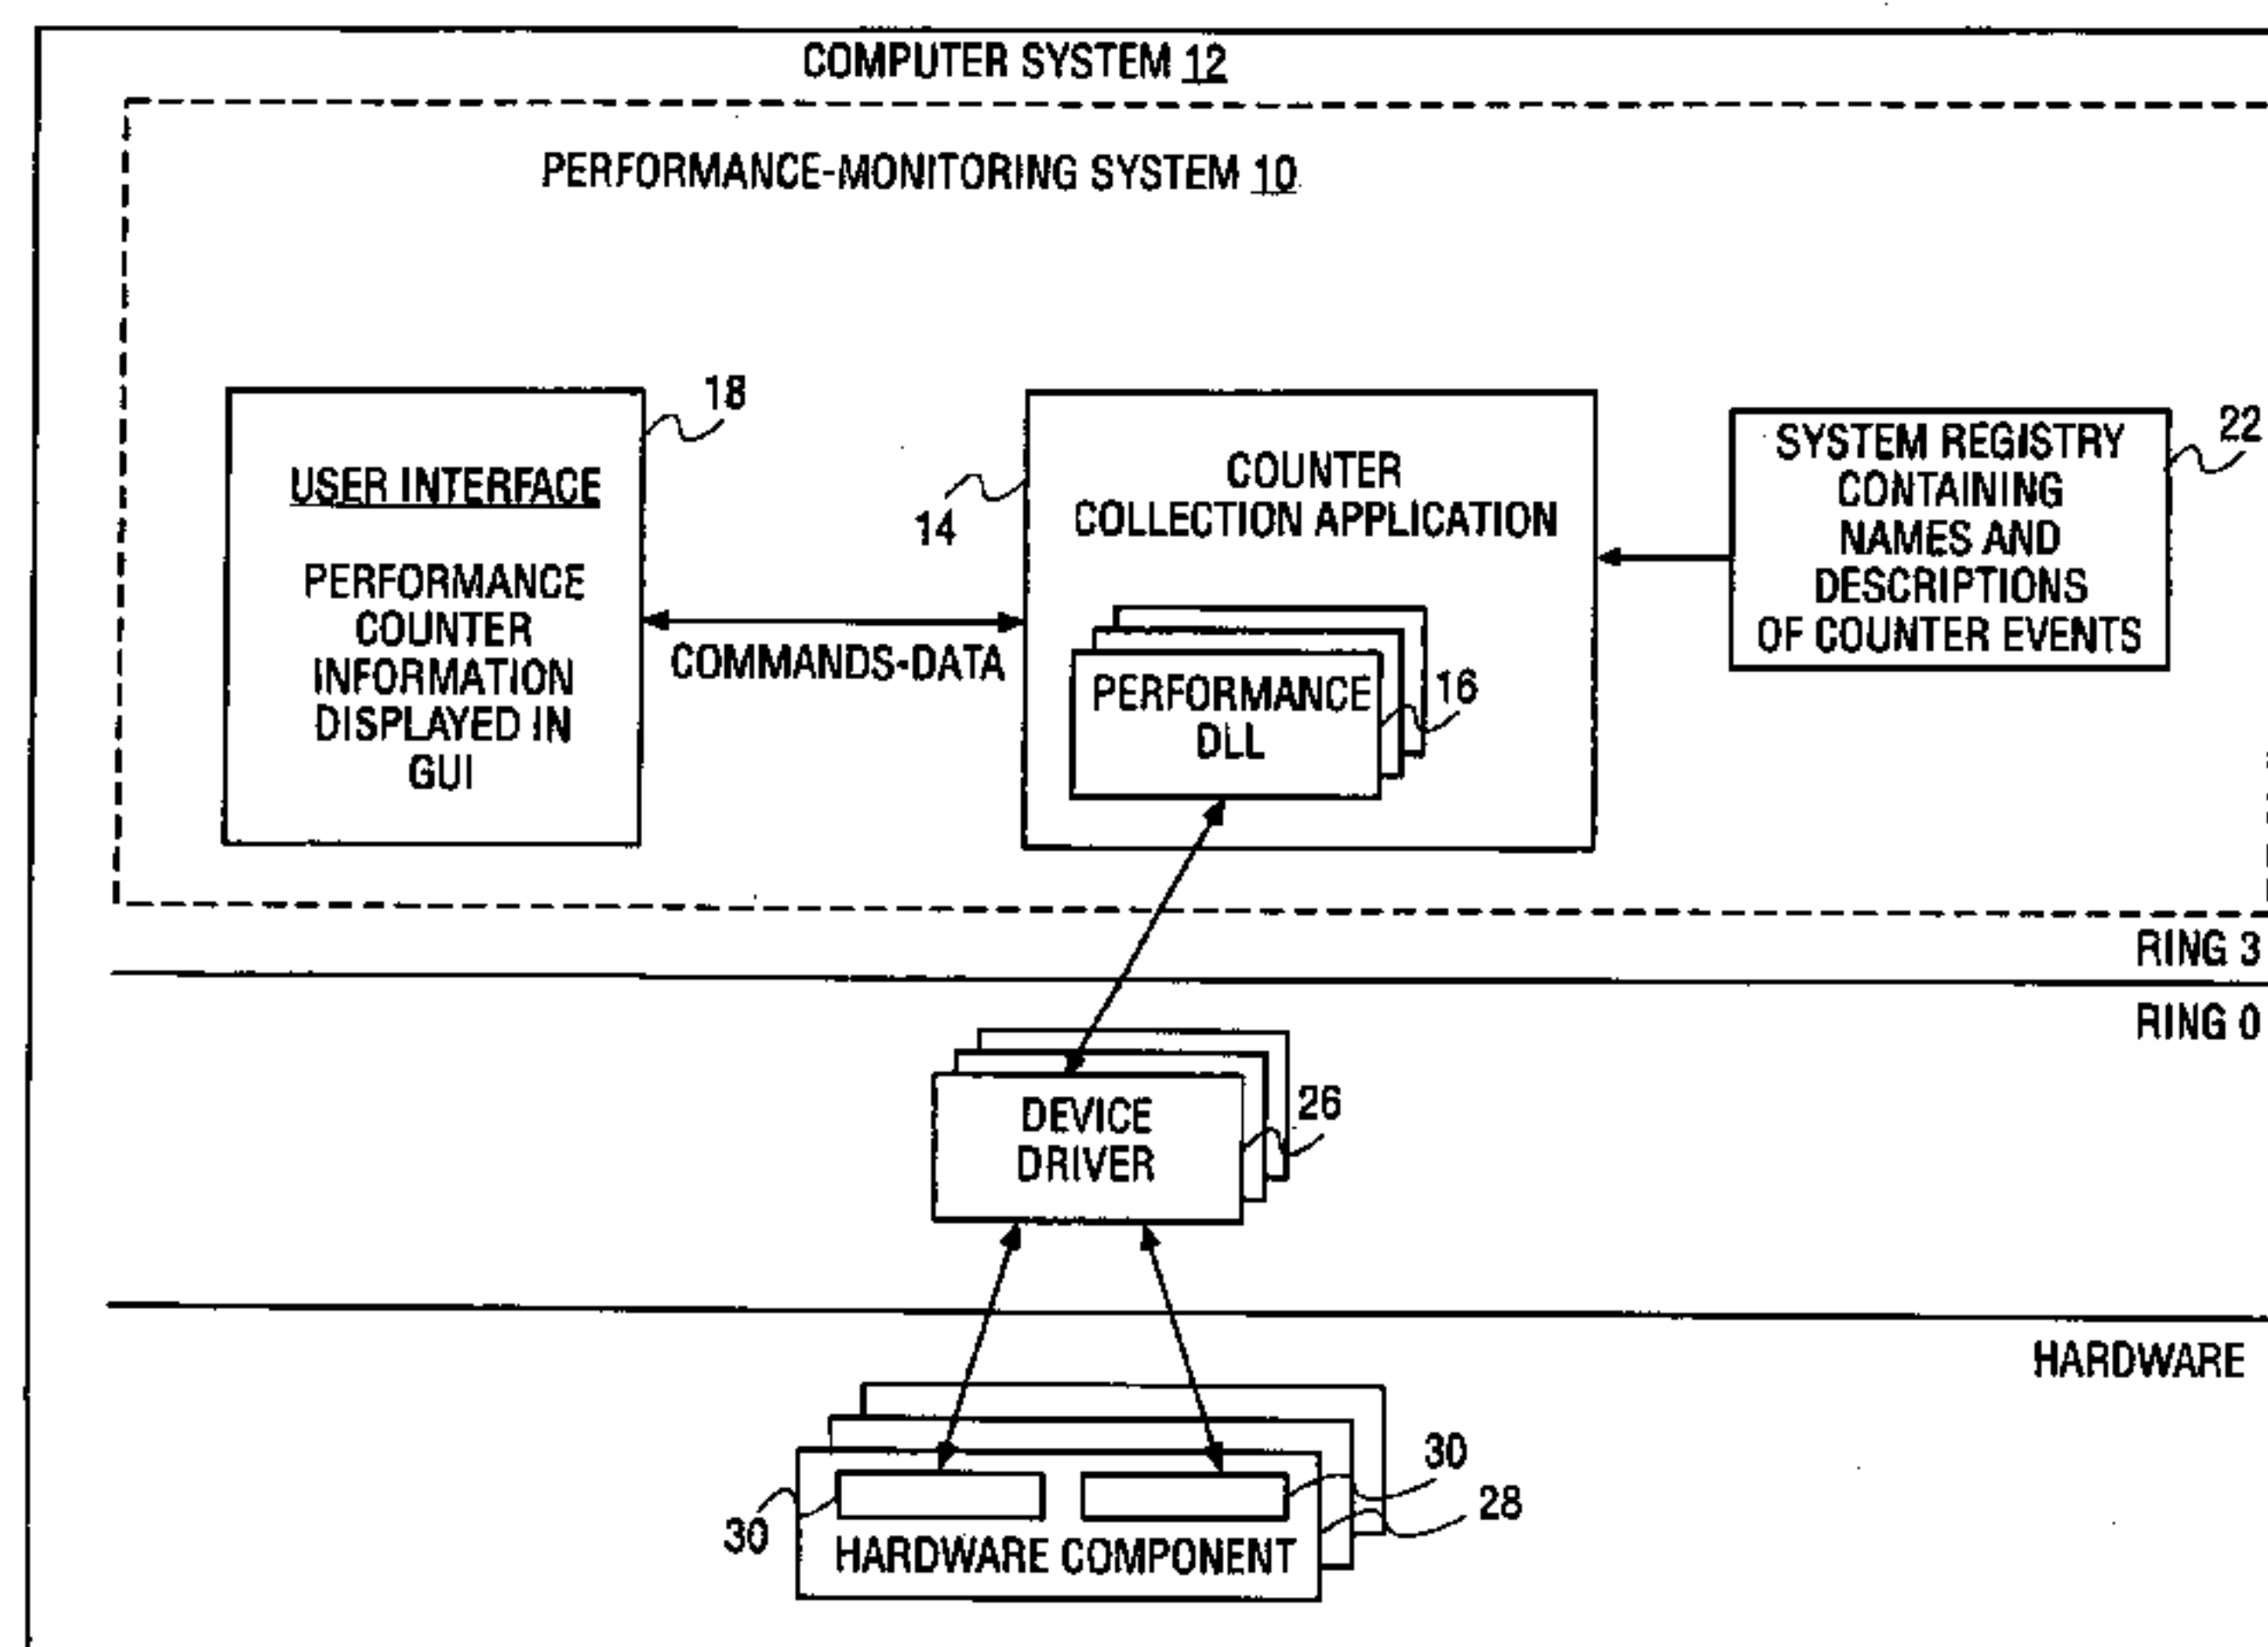 COMPUTER SYSTEM 12
PERFORMANCE-MONITORING SYSTEM 10
18
USER INTERFACE
PERFORMANCE
COUNTER
INFORMATION
DISPLAYED IN
GUI
COMMANDS-DATA
14
COUNTER
COLLECTION APPLICATION
PERFORMANCE
DLL
16
22
SYSTEM REGISTRY
CONTAINING
NAMES AND
DESCRIPTIONS
OF COUNTER EVENTS
RING 3
RING 0
DEVICE
DRIVER
26
HARDWARE
30
30
28
HARDWARE COMPONENT